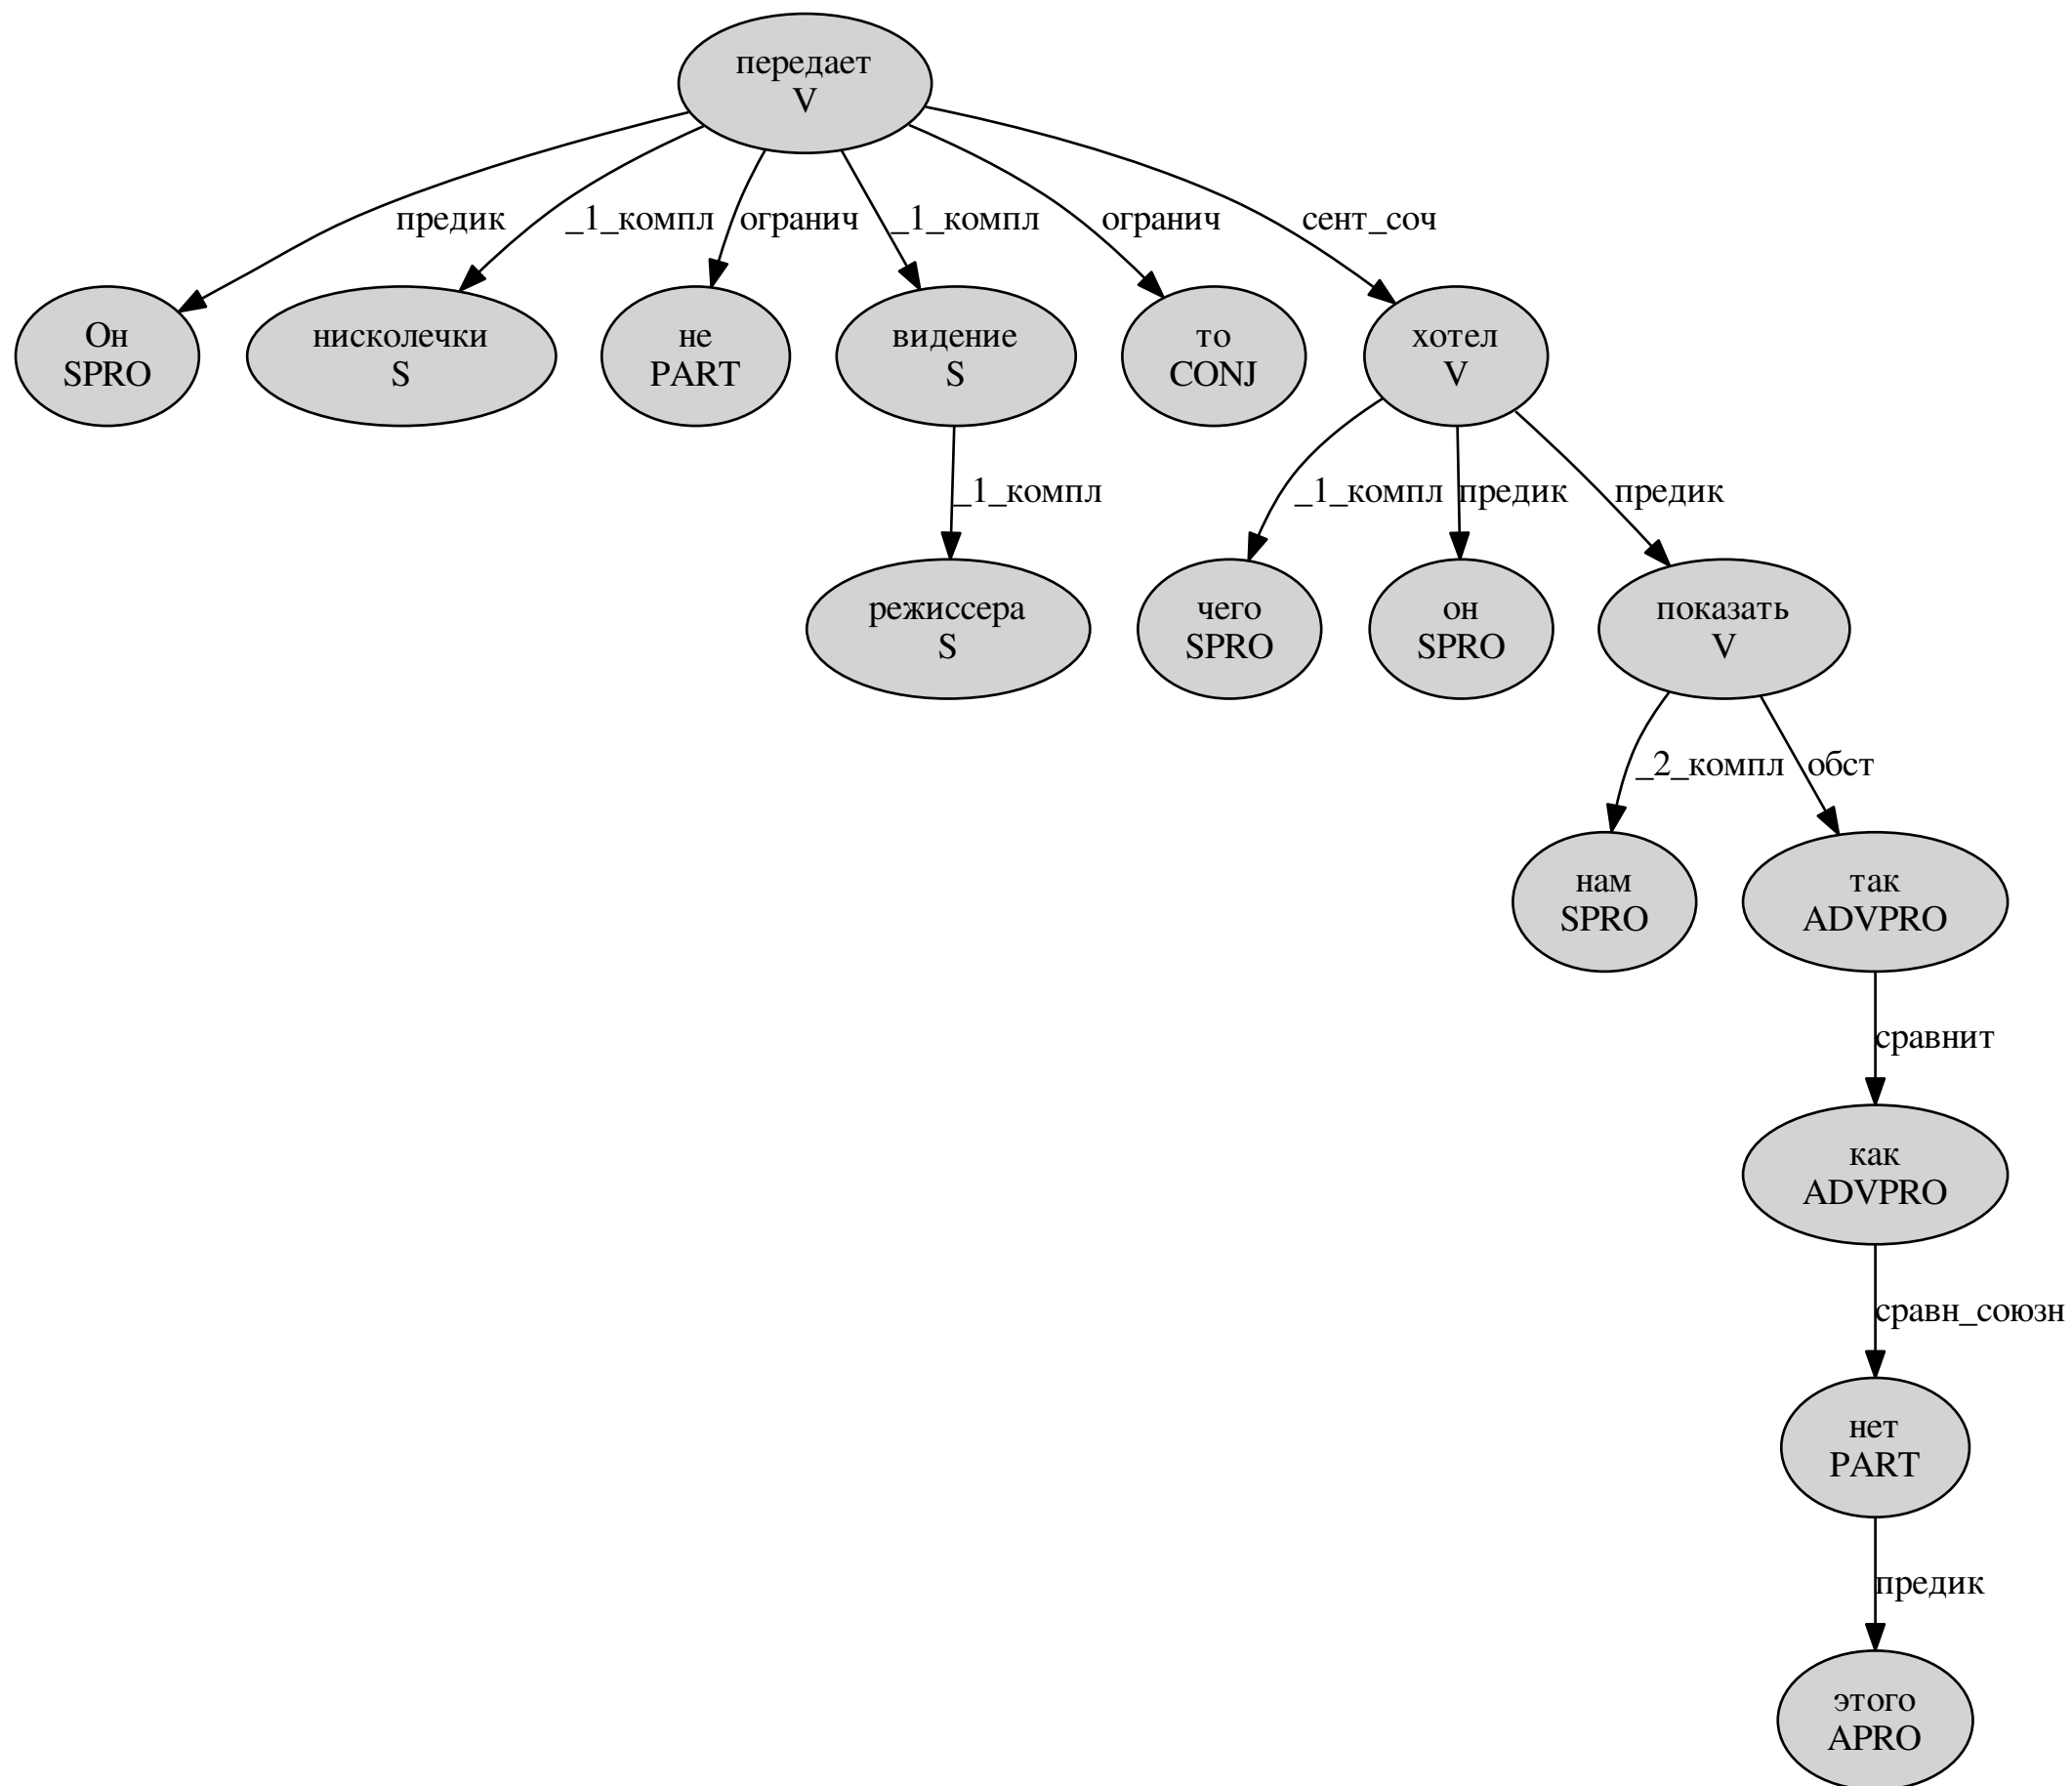 передает
V
предик
_1_компл
огранич
_1_компл
огранич
сент_соч
Он
SPRO
нисколечки
S
не
PART
видение
S
то
CONJ
хотел
V
_1_компл
_1_компл
предик
предик
режиссера
S
чего
SPRO
он
SPRO
показать
V
_2_компл
обст
нам
SPRO
так
ADVPRO
сравнит
как
ADVPRO
сравн_союзн
нет
PART
предик
этого
APRO